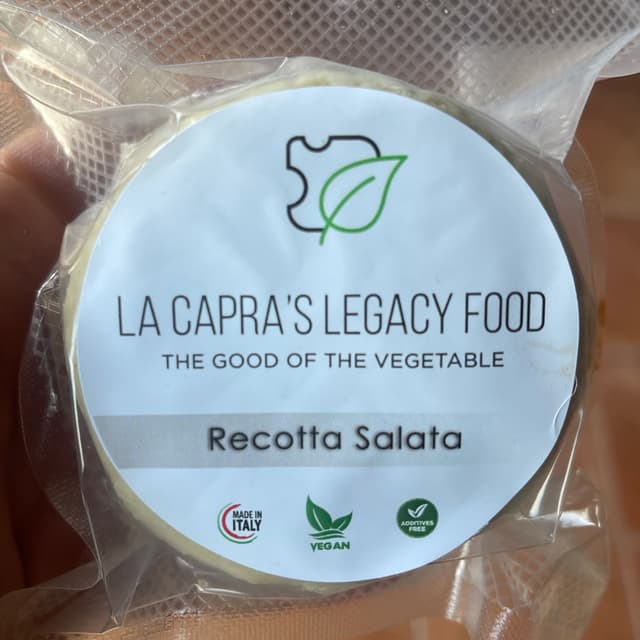 LA CAPRA'S LEGACY FOOD
THE GOOD OF THE VEGETABLE
Recotta Salata
MADE IN
ITALY
VEGAN
ADDITIVES
FREE